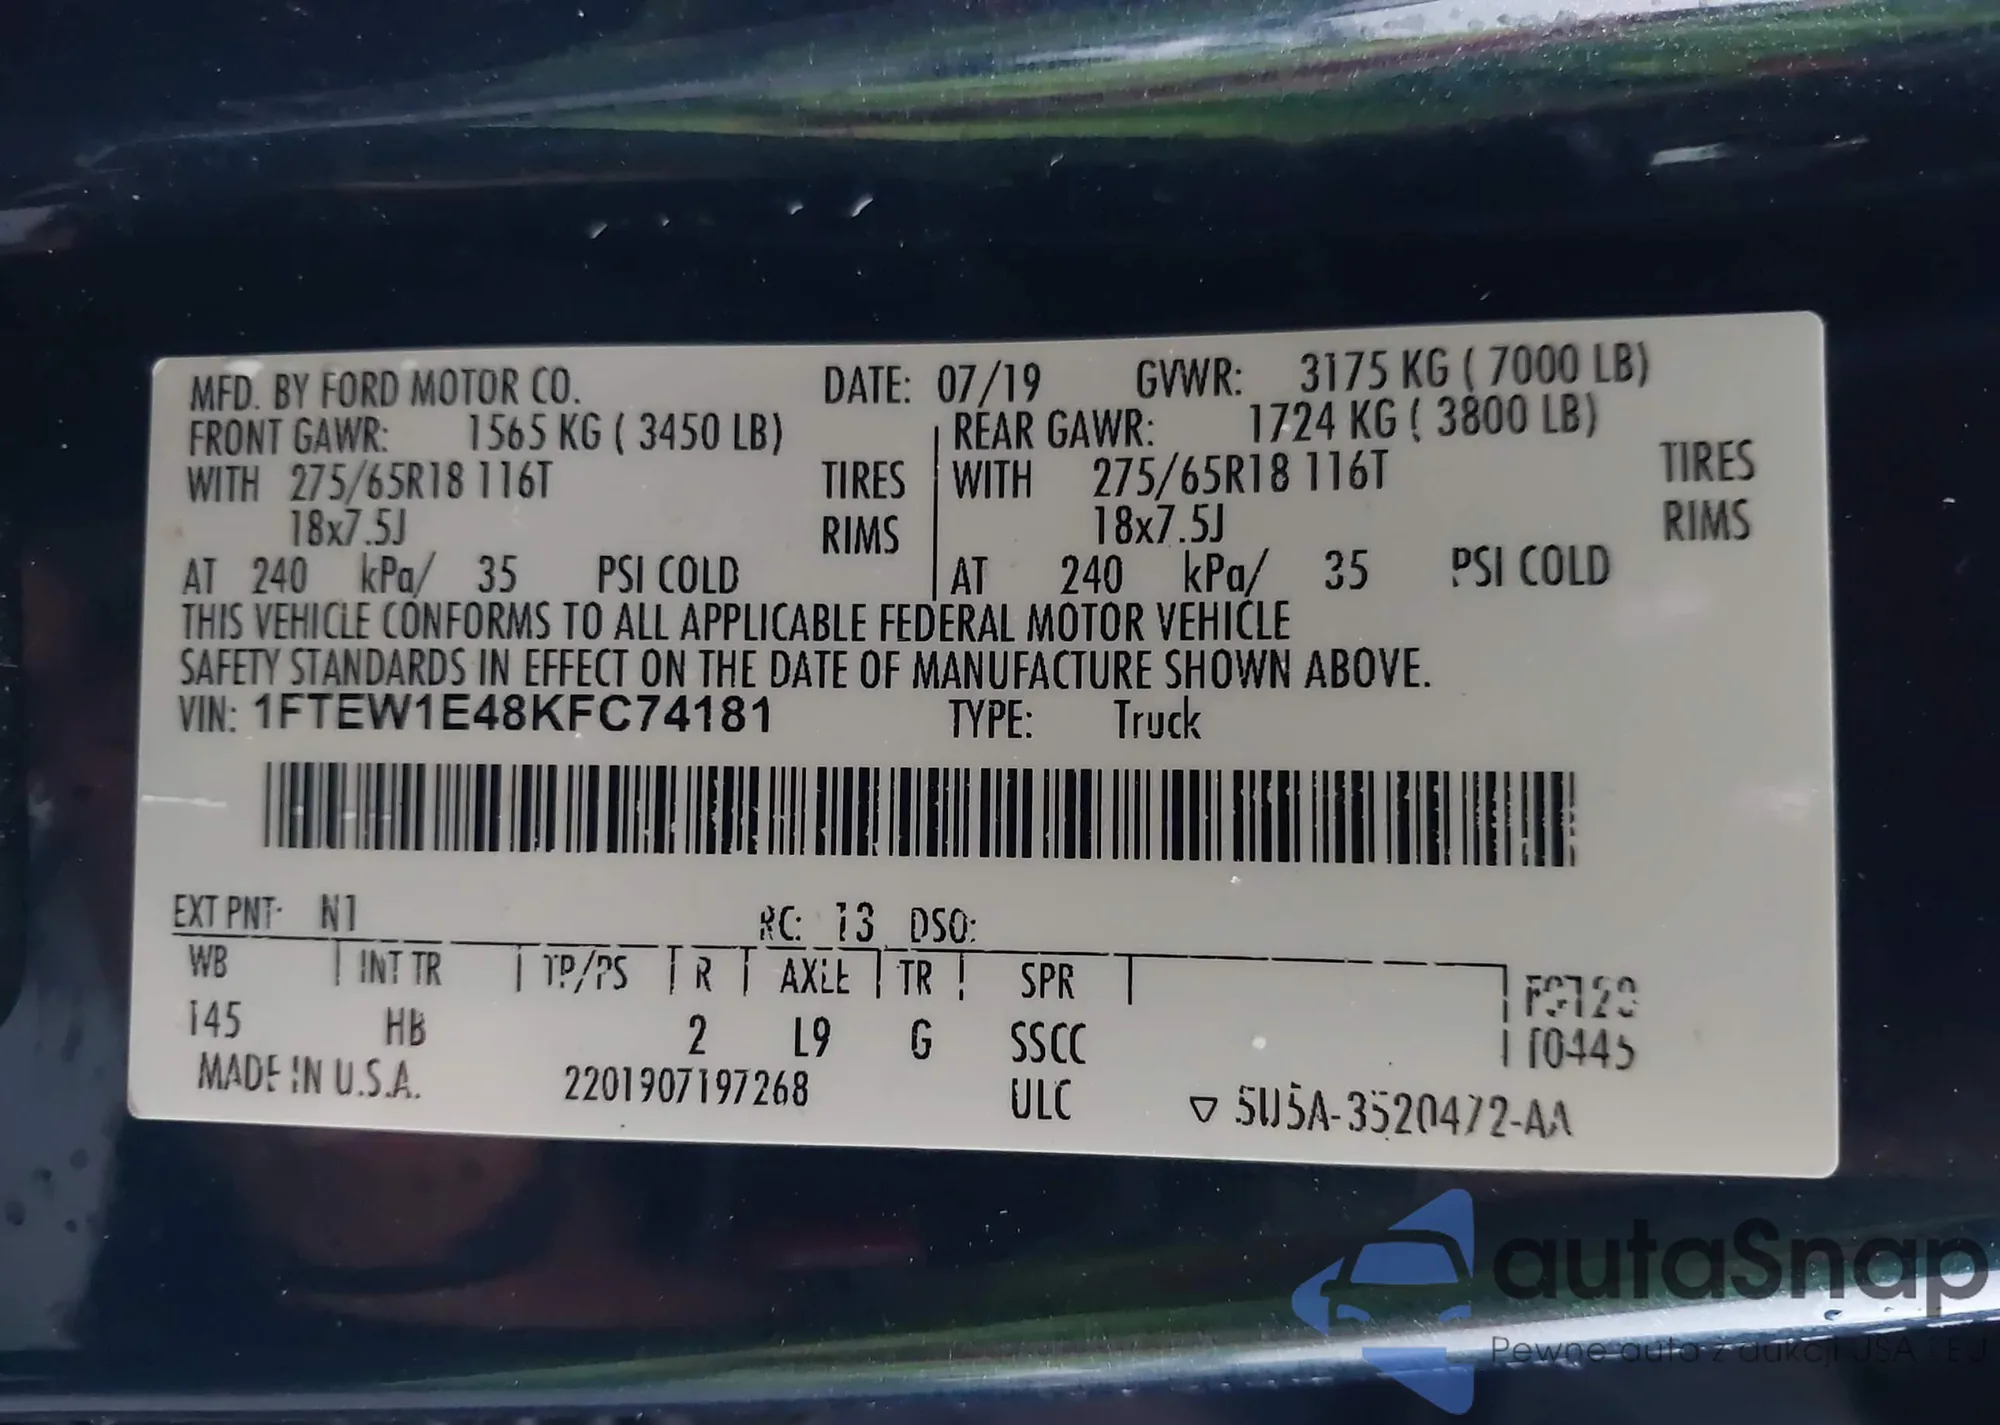 MFD. BY FORD MOTOR CO. DATE: 07/19 GVWR: 3175 KG ( 7000 LB)
FRONT GAWR: 1565 KG ( 3450 LB) REAR GAWR: 1724 KG ( 3800 LB)
WITH 275/65R18 116T TIRES WITH 275/65R18 116T TIRES
18x7.5J RIMS 18x7.5J RIMS
AT 240 kPa/ 35 PSI COLD AT 240 kPa/ 35 PSI COLD
THIS VEHICLE CONFORMS TO ALL APPLICABLE FEDERAL MOTOR VEHICLE
SAFETY STANDARDS IN EFFECT ON THE DATE OF MANUFACTURE SHOWN ABOVE.
VIN: 1FTEW1E48KFC74181 TYPE: Truck
EXT PNT: N1 RC: 13 DSO:
WB INT TR TP/PS R AXLE TR SPR
145 HB 2 L9 G SSCC
MADE IN U.S.A. 2201907197268 ULC ▽ 5U5A-3520472-AA
autaSnap
Pewne auta z aukcji USA i EU